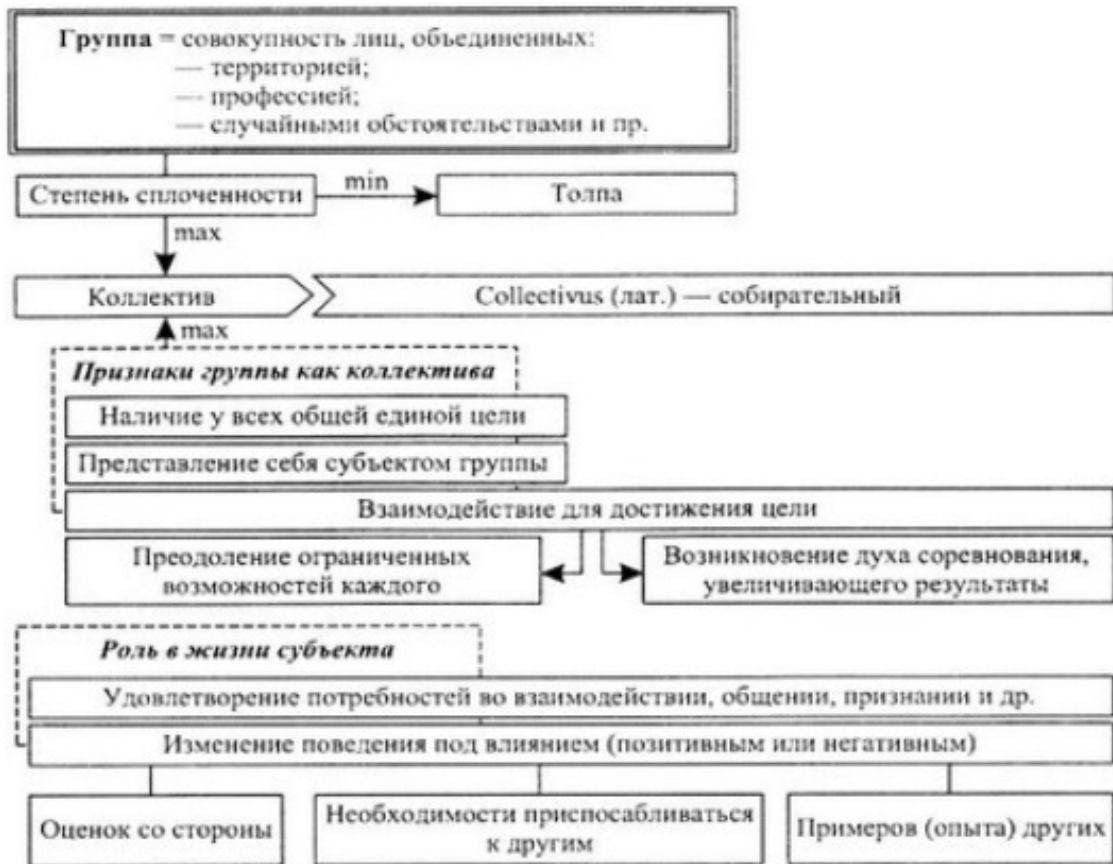 Группа = совокупность лиц, объединенных:
— территорией;
— профессией;
— случайными обстоятельствами и пр.
Степень сплоченности
min
Толпа
max
Коллектив
Collectivus (лат.) — собирательный
max
Признаки группы как коллектива
Наличие у всех общей единой цели
Представление себя субъектом группы
Взаимодействие для достижения цели
Преодоление ограниченных
возможностей каждого
Возникновение духа соревнования,
увеличивающего результаты
Роль в жизни субъекта
Удовлетворение потребностей во взаимодействии, общении, признании и др.
Изменение поведения под влиянием (позитивным или негативным)
Оценок со стороны
Необходимости приспосабливаться
к другим
Примеров (опыта) других